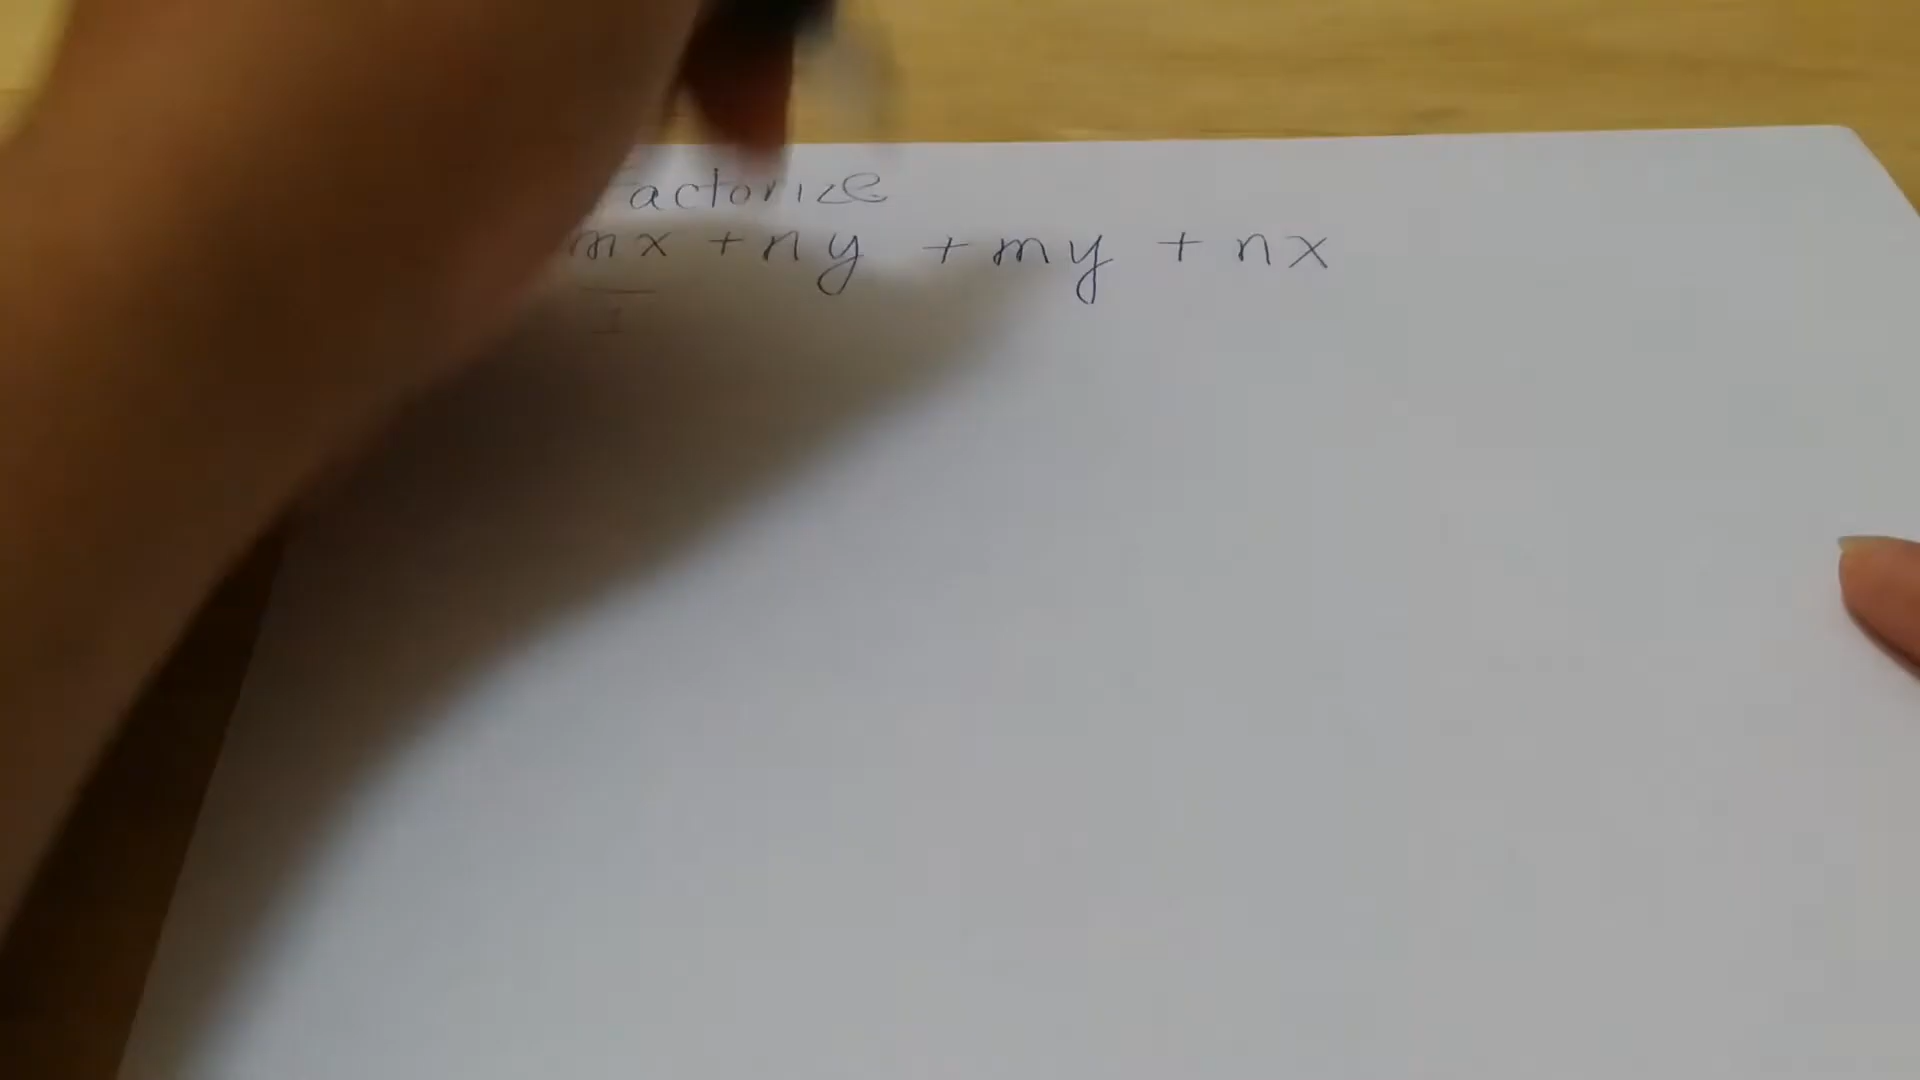 actorize
mx + ny + my + nx
I